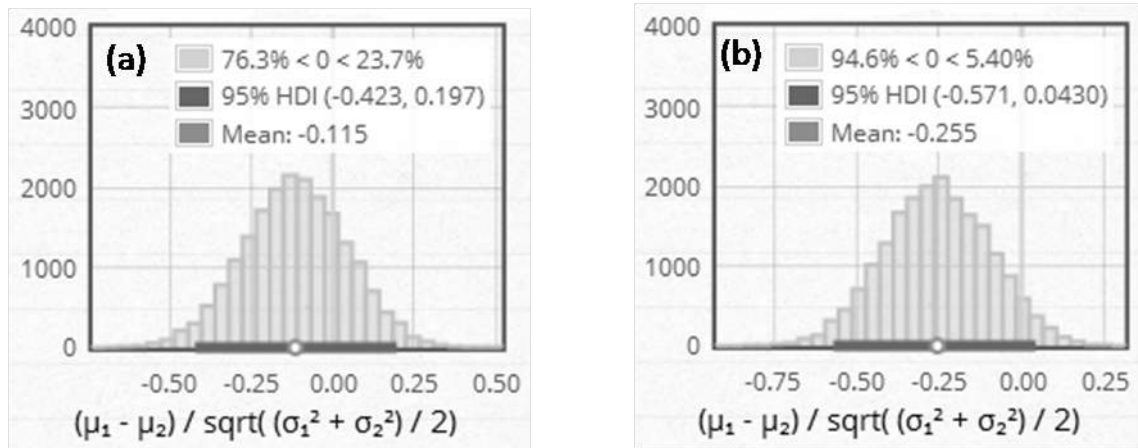 (a)
4000
3000
2000
1000
0
76.3% < 0 < 23.7%
95% HDI (-0.423, 0.197)
Mean: -0.115
-0.50 -0.25 0.00 0.25 0.50
(μ₁ - μ₂) / sqrt( (σ₁² + σ₂²) / 2)
(b)
4000
3000
2000
1000
0
94.6% < 0 < 5.40%
95% HDI (-0.571, 0.0430)
Mean: -0.255
-0.75 -0.50 -0.25 0.00 0.25
(μ₁ - μ₂) / sqrt( (σ₁² + σ₂²) / 2)